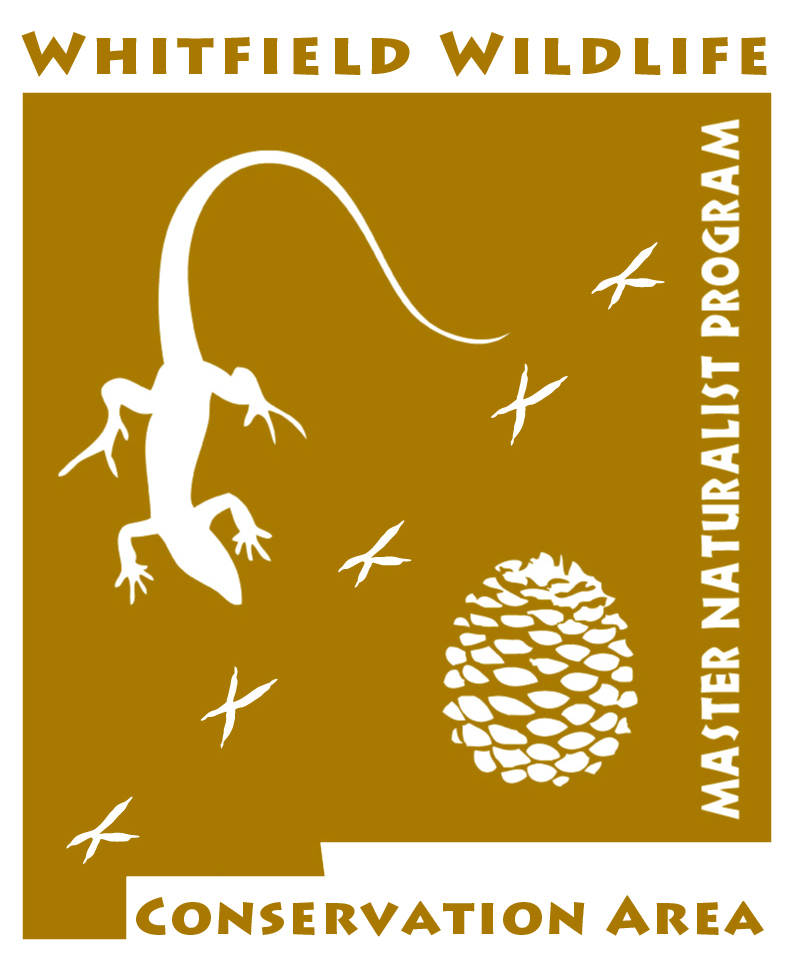 WHITFIELD WILDLIFE
MASTER NATURALIST PROGRAM
CONSERVATION AREA